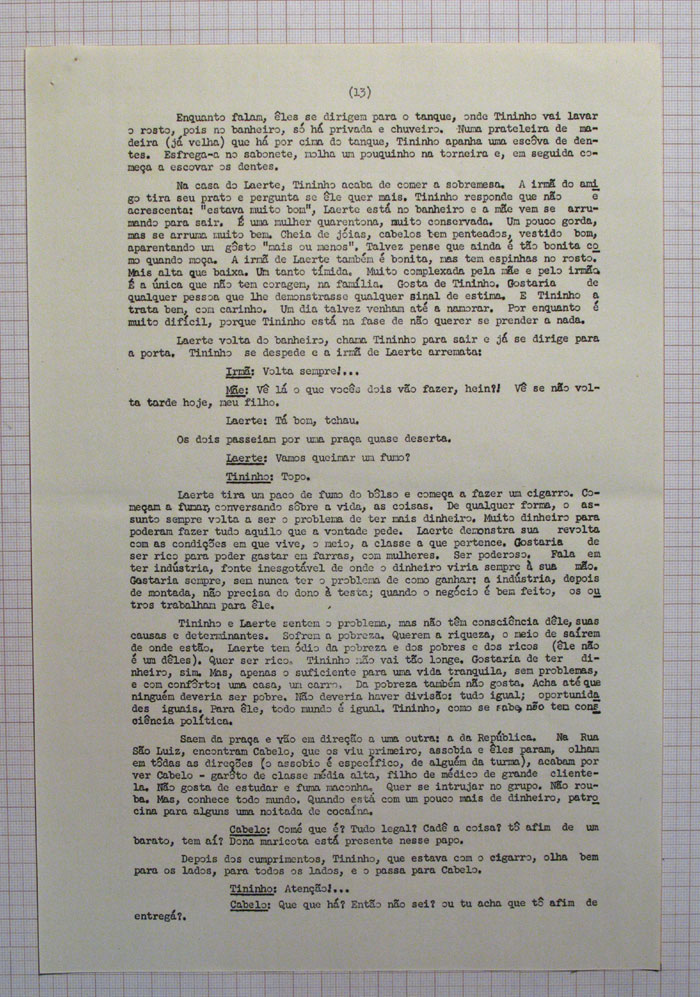 (13)
Enquanto falam, êles se dirigem para o tanque, onde Tininho vai lavar
o rosto, pois no banheiro, só há privada e chuveiro. Numa prateleira de ma-
deira (já velha) que há por cima do tanque, Tininho apanha uma escôva de den-
tes. Esfrega-a no sabonete, molha um pouquinho na torneira e, em seguida co-
meça a escovar os dentes.
Na casa do Laerte, Tininho acaba de comer a sobremesa. A irmã do ami
go tira seu prato e pergunta se êle quer mais. Tininho responde que não e
acrescenta: "estava muito bom", Laerte está no banheiro e a mãe vem se arru-
mando para sair. É uma mulher quarentona, muito conservada. Um pouco gorda,
mas se arruma muito bem. Cheia de jóias, cabelos bem penteados, vestido bom,
aparentando um gôsto "mais ou menos". Talvez pense que ainda é tão bonita co
mo quando moça. A irmã de Laerte também é bonita, mas tem espinhas no rosto.
Mais alta que baixa. Um tanto tímida. Muito complexada pela mãe e pelo irmão.
É a única que não tem coragem, na família. Gosta de Tininho. Gostaria de
qualquer pessoa que lhe demonstrasse qualquer sinal de estima. E Tininho a
trata bem, com carinho. Um dia talvez venham até a namorar. Por enquanto é
muito difícil, porque Tininho está na fase de não querer se prender a nada.
Laerte volta do banheiro, chama Tininho para sair e já se dirige para
a porta. Tininho se despede e a irmã de Laerte arremata:
Irmã: Volta sempre!...
Mãe: Vê lá o que vocês dois vão fazer, hein?! Vê se não vol-
ta tarde hoje, meu filho.
Laerte: Tá bom, tchau.
Os dois passeiam por uma praça quase deserta.
Laerte: Vamos queimar um fumo?
Tininho: Topo.
Laerte tira um paco de fumo do bôlso e começa a fazer um cigarro. Co-
meçam a fumar, conversando sôbre a vida, as coisas. De qualquer forma, o as-
sunto sempre volta a ser o problema de ter mais dinheiro. Muito dinheiro para
poderam fazer tudo aquilo que a vontade pede. Laerte demonstra sua revolta
com as condições em que vive, o meio, a classe a que pertence. Gostaria de
ser rico para poder gastar em farras, com mulheres. Ser poderoso. Fala em
ter indústria, fonte inesgotável de onde o dinheiro viria sempre à sua mão.
Gastaria sempre, sem nunca ter o problema de como ganhar: a indústria, depois
de montada, não precisa do dono à testa; quando o negócio é bem feito, os ou
tros trabalham para êle.
Tininho e Laerte sentem o problema, mas não têm consciência dêle, suas
causas e determinantes. Sofrem a pobreza. Querem a riqueza, o meio de saírem
de onde estão. Laerte tem ódio da pobreza e dos pobres e dos ricos (êle não
é um dêles). Quer ser rico. Tininho não vai tão longe. Gostaria de ter di-
nheiro, sim. Mas, apenas o suficiente para uma vida tranquila, sem problemas,
e com confôrto: uma casa, um carro. Da pobreza também não gosta. Acha até que
ninguém deveria ser pobre. Não deveria haver divisão: tudo igual; oportunida
des iguais. Para êle, todo mundo é igual. Tininho, como se sabe, não tem cons
ciência política.
Saem da praça e vão em direção a uma outra: a da República. Na Rua
São Luiz, encontram Cabelo, que os viu primeiro, assobia e êles param, olham
em tôdas as direções (o assobio é específico, de alguém da turma), acabam por
ver Cabelo - garôto de classe média alta, filho de médico de grande cliente-
la. Não gosta de estudar e fuma maconha. Quer se intrujar no grupo. Não rou-
ba. Mas, conhece todo mundo. Quando está com um pouco mais de dinheiro, patro
cina para alguns uma noitada de cocaína.
Cabelo: Comé que é? Tudo legal? Cadê a coisa? tô afim de um
barato, tem aí? Dona maricota está presente nesse papo.
Depois dos cumprimentos, Tininho, que estava com o cigarro, olha bem
para os lados, para todos os lados, e o passa para Cabelo.
Tininho: Atenção!...
Cabelo: Que que há? Então não sei? ou tu acha que tô afim de
entregá?.